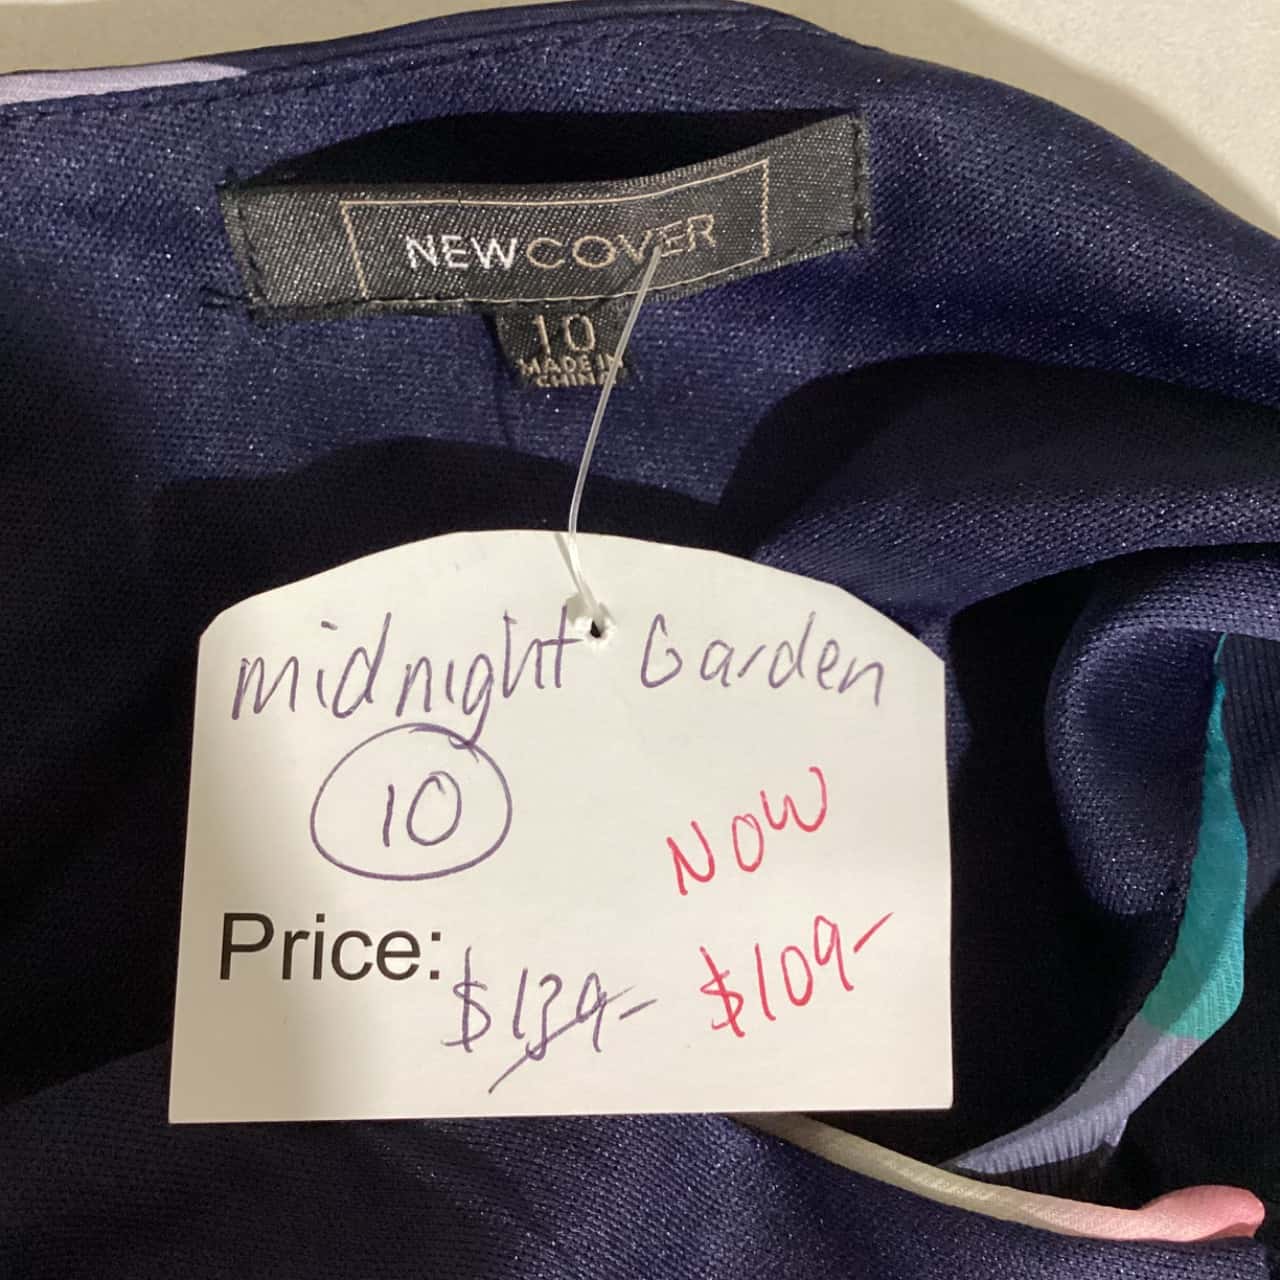 NEWCOVER
10
MADE IN
CHINA
midnight Garden
10
NOW
Price: $139- $109-